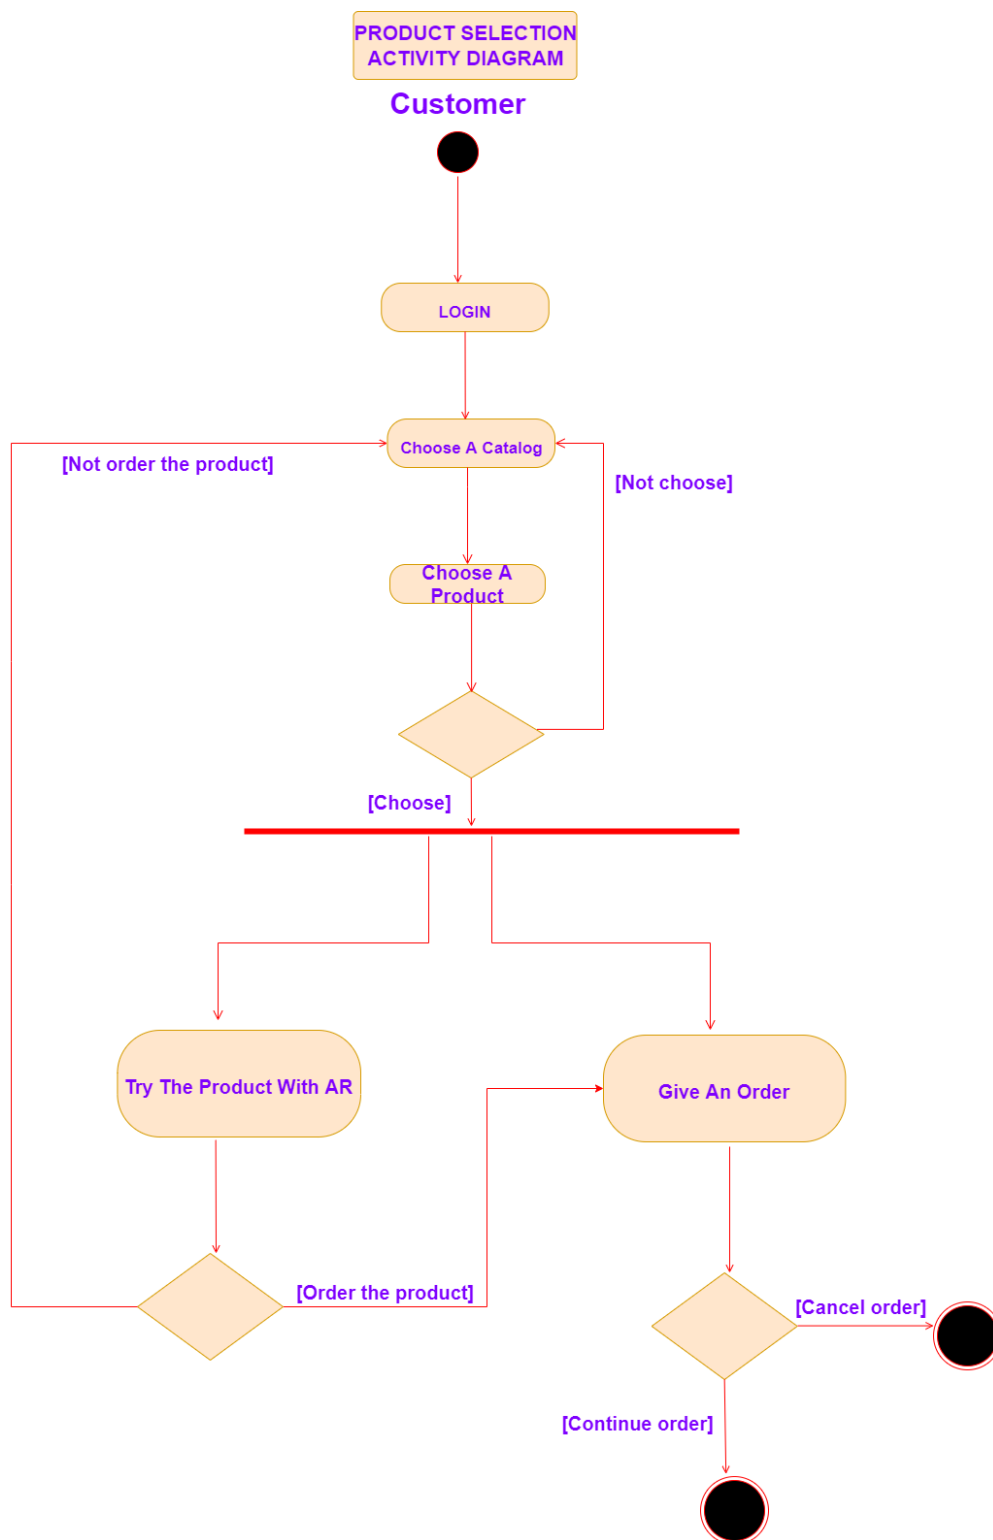 PRODUCT SELECTION
ACTIVITY DIAGRAM
Customer
LOGIN
Choose A Catalog
[Not order the product]
[Not choose]
Choose A
Product
[Choose]
Try The Product With AR
Give An Order
[Order the product]
[Cancel order]
[Continue order]